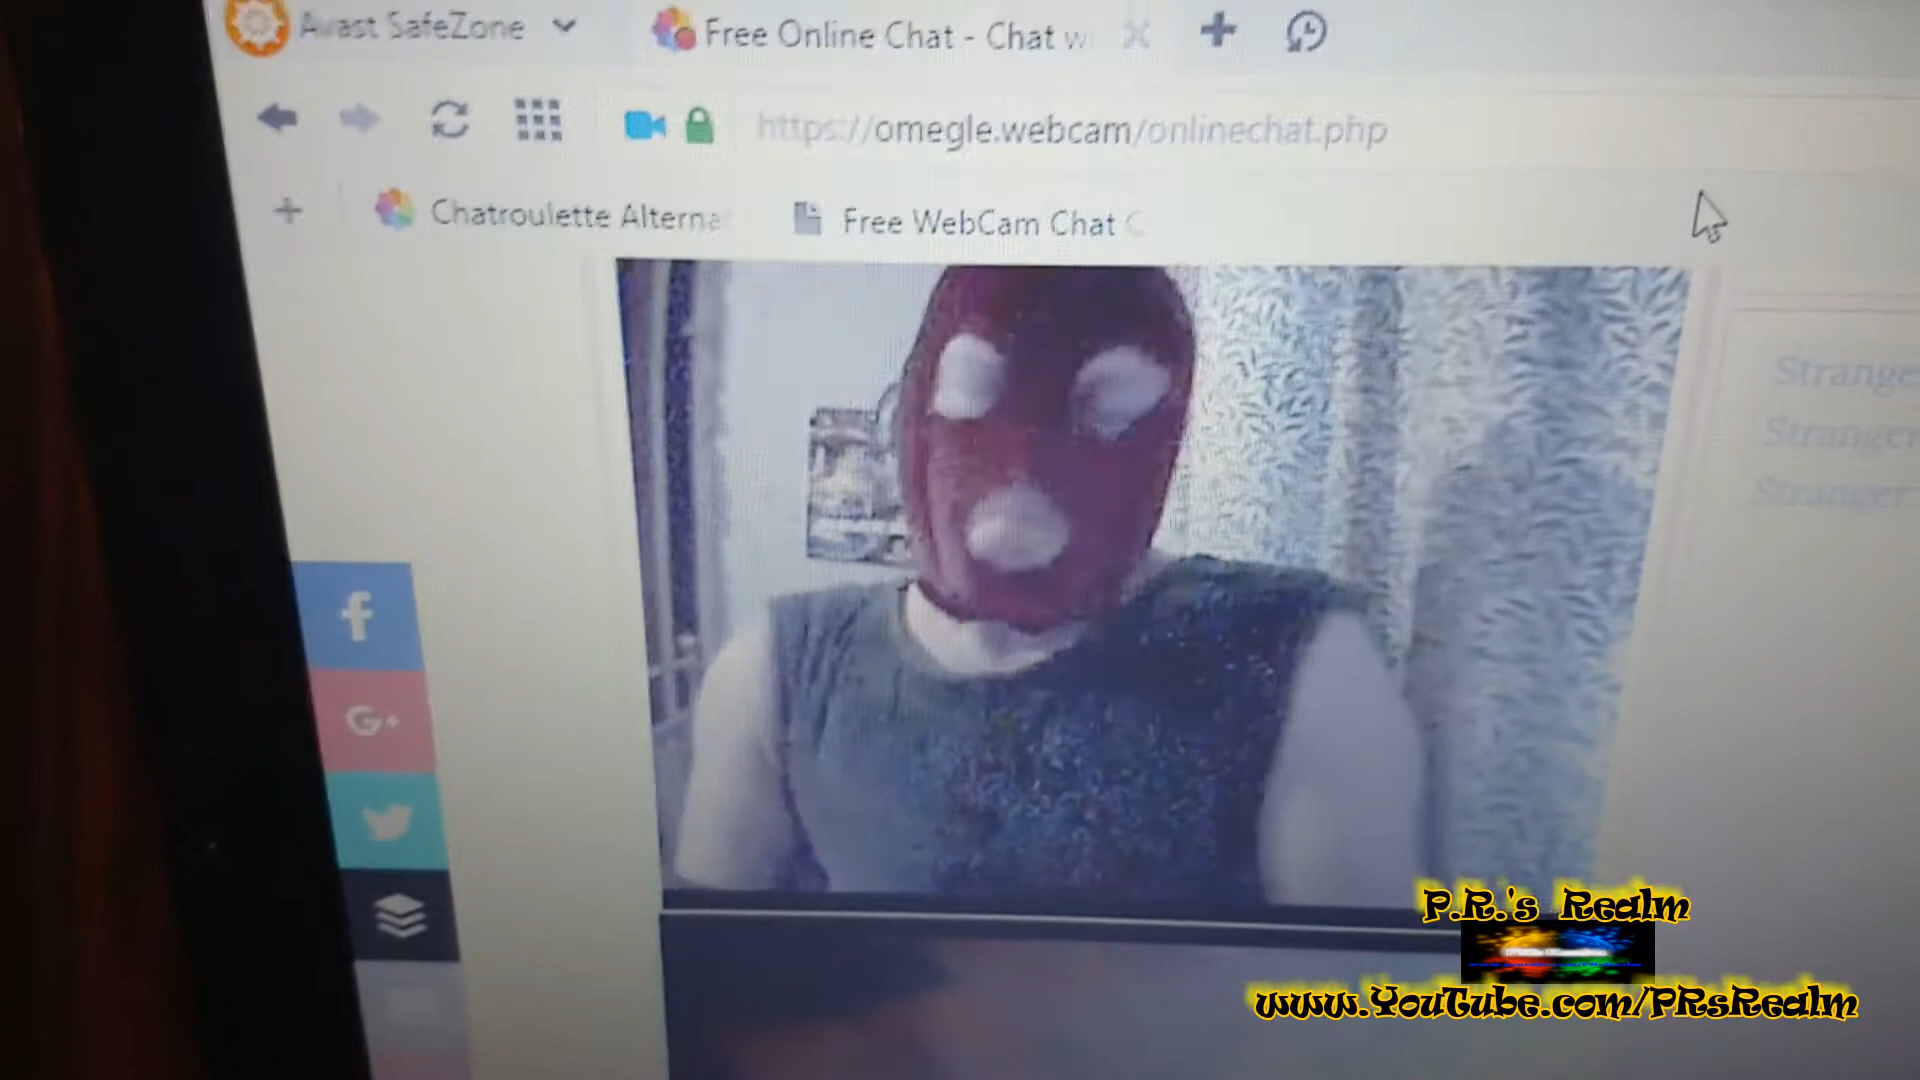 Avast SafeZone
Free Online Chat - Chat w
https://omegle.webcam/onlinechat.php
Chatroulette Alterna
Free WebCam Chat C
Strange
Stranger
Stranger
f
G+
P.R.'s Realm
www.YouTube.com/PRsRealm